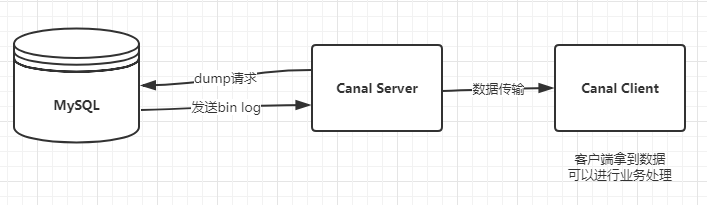 dump请求
MySQL
发送bin log
Canal Server
数据传输
Canal Client
客户端拿到数据
可以进行业务处理